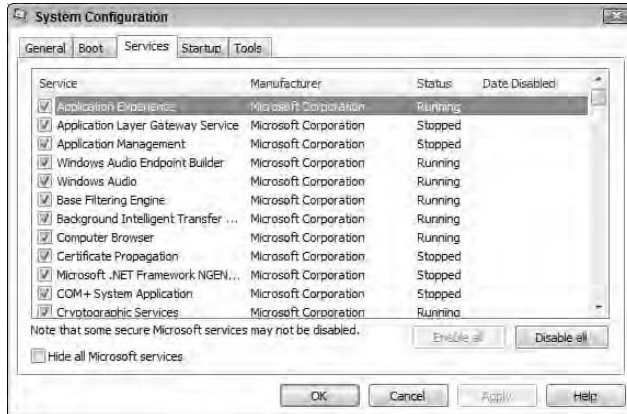 System Configuration
General Boot Services Startup Tools
Service Manufacturer Status Date Disabled
Application Experience Microsoft Corporation Running
Application Layer Gateway Service Microsoft Corporation Stopped
Application Management Microsoft Corporation Stopped
Windows Audio Endpoint Builder Microsoft Corporation Running
Windows Audio Microsoft Corporation Running
Base Filtering Engine Microsoft Corporation Running
Background Intelligent Transfer ... Microsoft Corporation Running
Computer Browser Microsoft Corporation Running
Certificate Propagation Microsoft Corporation Stopped
Microsoft .NET Framework NGEN... Microsoft Corporation Stopped
COM+ System Application Microsoft Corporation Stopped
Cryptographic Services Microsoft Corporation Running
Note that some secure Microsoft services may not be disabled.
Enable all Disable all
Hide all Microsoft services
OK Cancel Apply Help